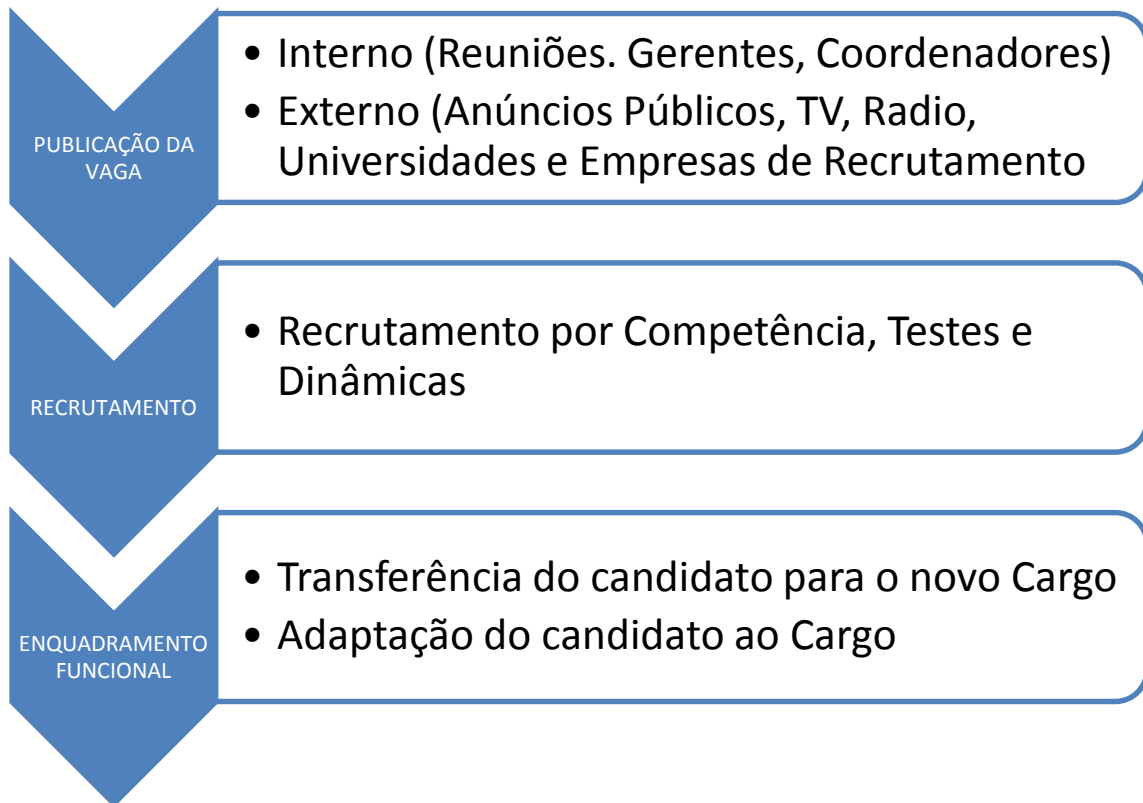 PUBLICAÇÃO DA
VAGA
• Interno (Reuniões. Gerentes, Coordenadores)
• Externo (Anúncios Públicos, TV, Radio,
Universidades e Empresas de Recrutamento
RECRUTAMENTO
• Recrutamento por Competência, Testes e
Dinâmicas
ENQUADRAMENTO
FUNCIONAL
• Transferência do candidato para o novo Cargo
• Adaptação do candidato ao Cargo